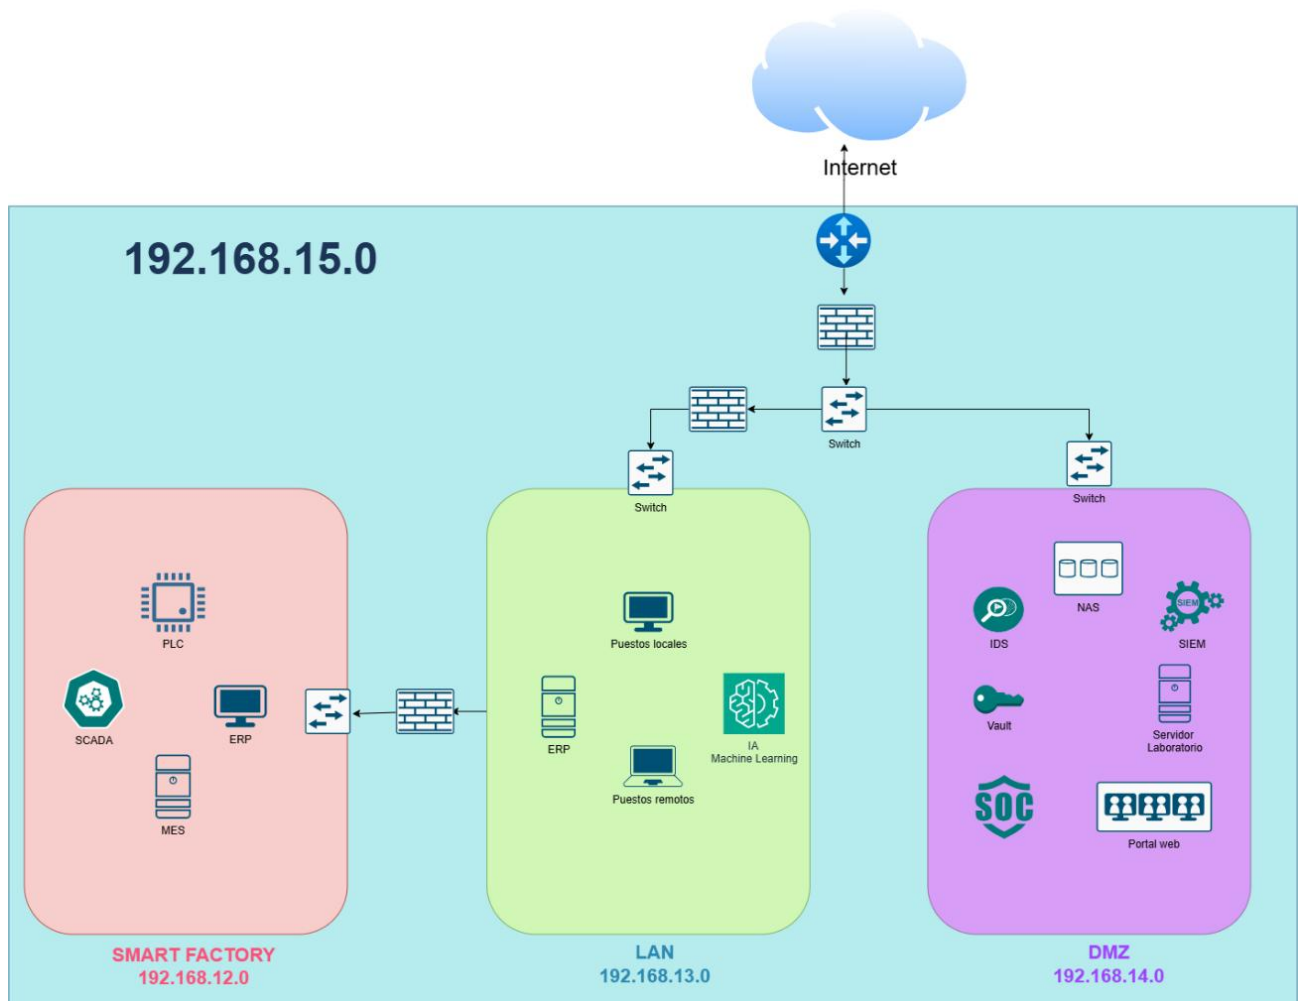 Internet
192.168.15.0
Switch
Switch
Switch
PLC
SCADA
ERP
MES
Puestos locales
ERP
IA
Machine Learning
Puestos remotos
NAS
IDS
SIEM
SIEM
Vault
Servidor
Laboratorio
SOC
Portal web
SMART FACTORY
192.168.12.0
LAN
192.168.13.0
DMZ
192.168.14.0